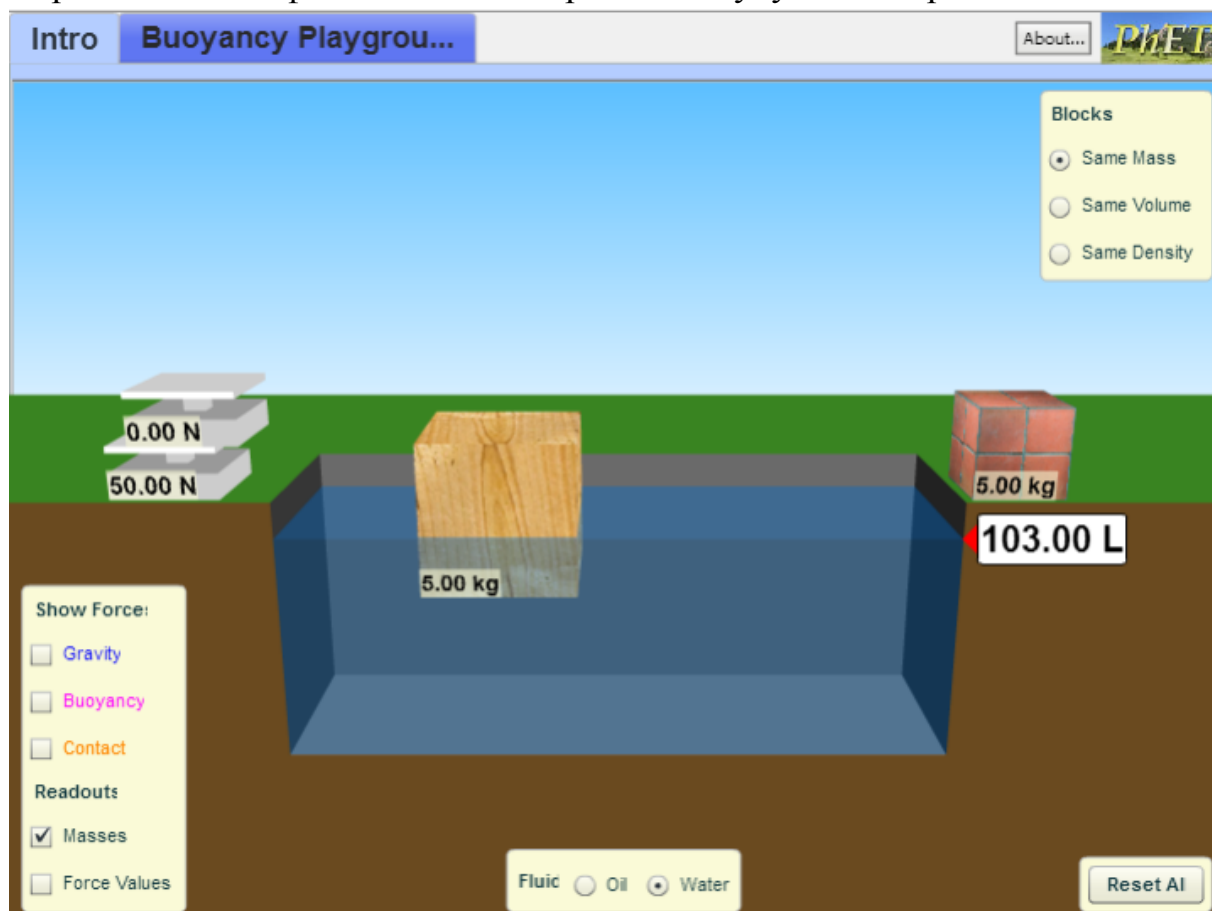 Intro
Buoyancy Playgrou...
About...
PhET
Blocks
Same Mass
Same Volume
Same Density
0.00 N
50.00 N
5.00 kg
5.00 kg
103.00 L
Show Force:
Gravity
Buoyancy
Contact
Readouts
Masses
Force Values
Fluid
Oil
Water
Reset Al